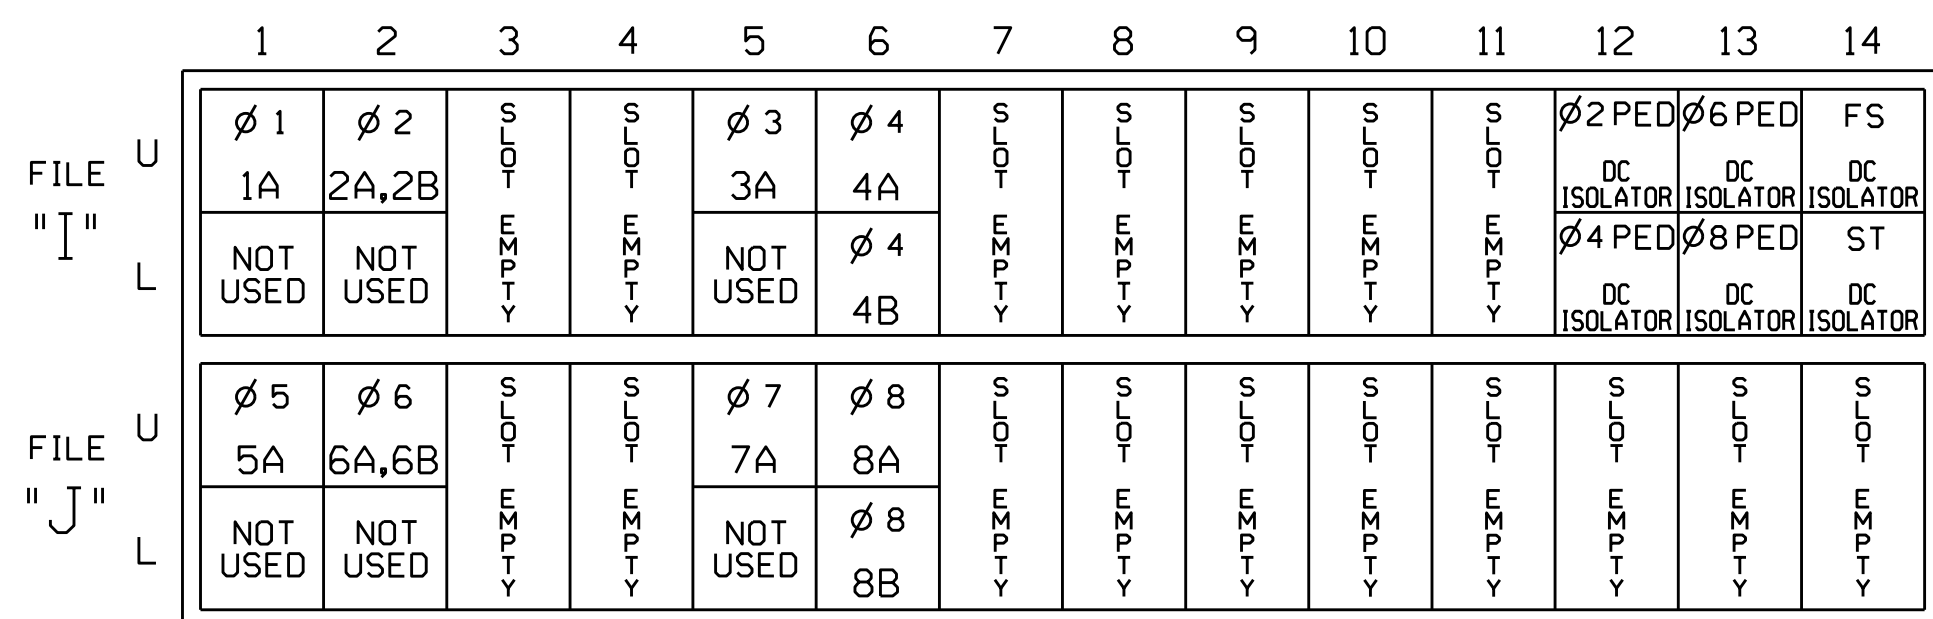 1 2 3 4 5 6 7 8 9 10 11 12 13 14
FILE "I"
U
Ø 1 Ø 2 SLOT EMPTY SLOT EMPTY Ø 3 Ø 4 SLOT EMPTY SLOT EMPTY SLOT EMPTY SLOT EMPTY SLOT EMPTY Ø2 PED Ø6 PED FS
1A 2A,2B 3A 4A DC ISOLATOR DC ISOLATOR DC ISOLATOR
L
NOT USED NOT USED NOT USED Ø 4 Ø4 PED Ø8 PED ST
4B DC ISOLATOR DC ISOLATOR DC ISOLATOR
FILE "J"
U
Ø 5 Ø 6 SLOT EMPTY SLOT EMPTY Ø 7 Ø 8 SLOT EMPTY SLOT EMPTY SLOT EMPTY SLOT EMPTY SLOT EMPTY SLOT EMPTY SLOT EMPTY SLOT EMPTY
5A 6A,6B 7A 8A
L
NOT USED NOT USED NOT USED Ø 8
8B